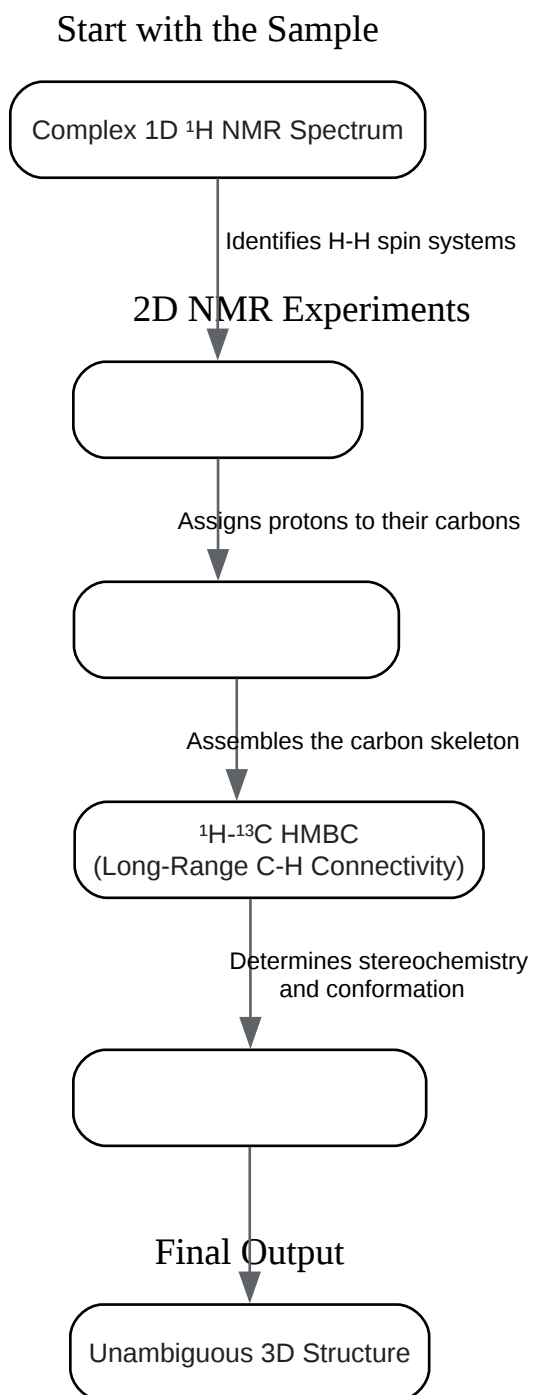 Start with the Sample
Complex 1D ¹H NMR Spectrum
Identifies H-H spin systems
2D NMR Experiments
Assigns protons to their carbons
Assembles the carbon skeleton
¹H-¹³C HMBC
(Long-Range C-H Connectivity)
Determines stereochemistry
and conformation
Final Output
Unambiguous 3D Structure